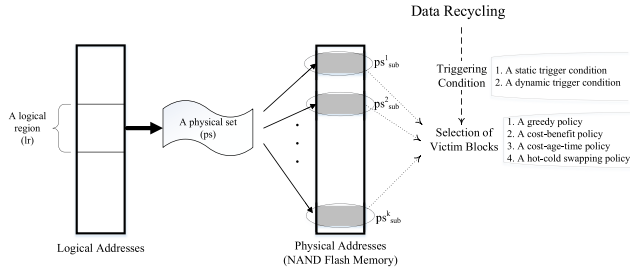 Data Recycling
A logical
region
(lr)
Logical Addresses
A physical set
(ps)
ps¹sub
ps²sub
psᵏsub
Physical Addresses
(NAND Flash Memory)
Triggering
Condition
1. A static trigger condition
2. A dynamic trigger condition
Selection of
Victim Blocks
1. A greedy policy
2. A cost-benefit policy
3. A cost-age-time policy
4. A hot-cold swapping policy